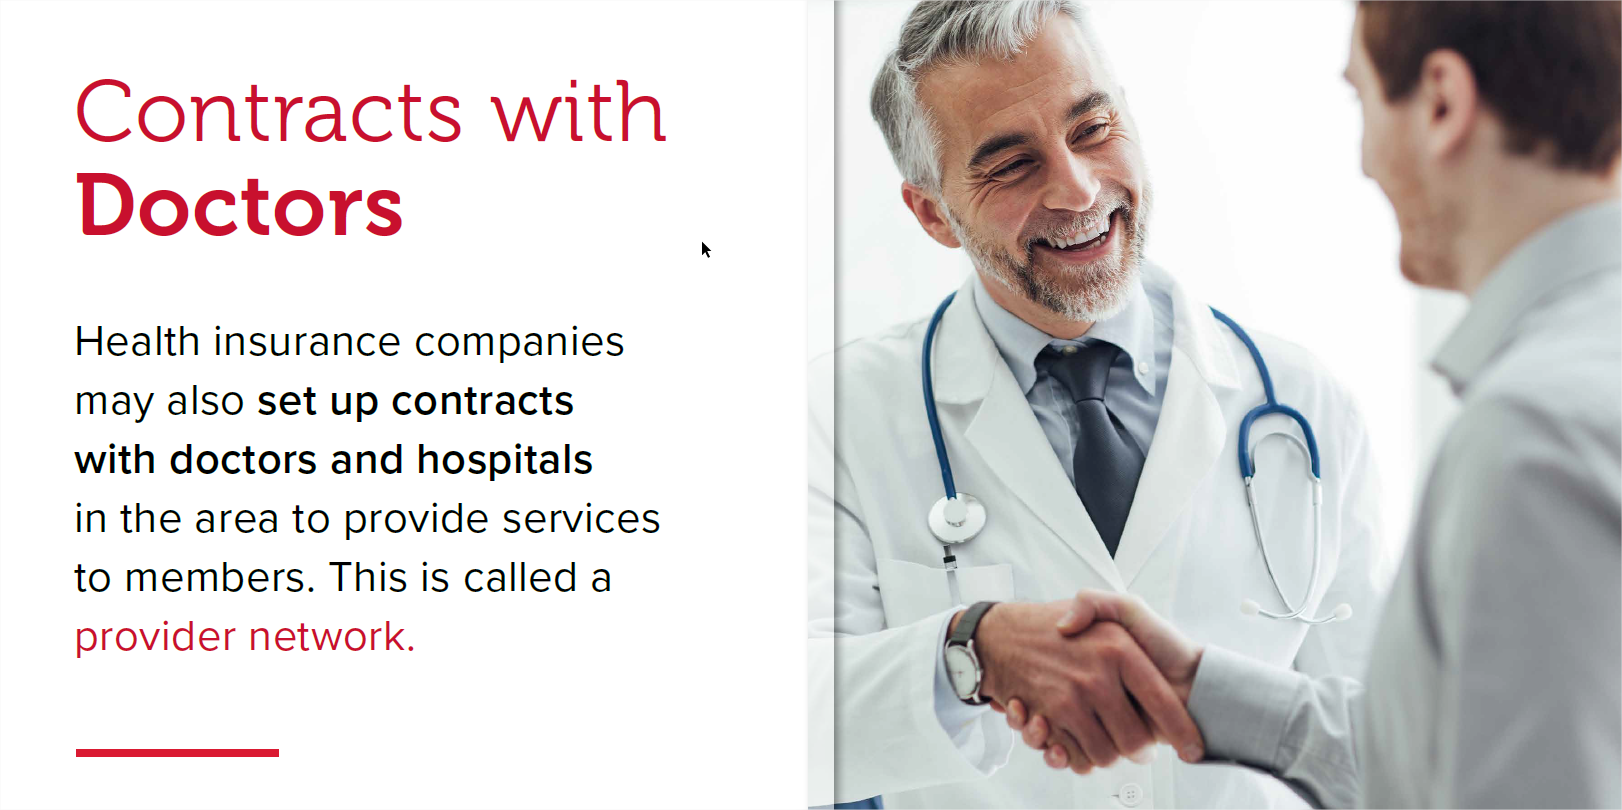 Contracts with
Doctors
Health insurance companies
may also set up contracts
with doctors and hospitals
in the area to provide services
to members. This is called a
provider network.